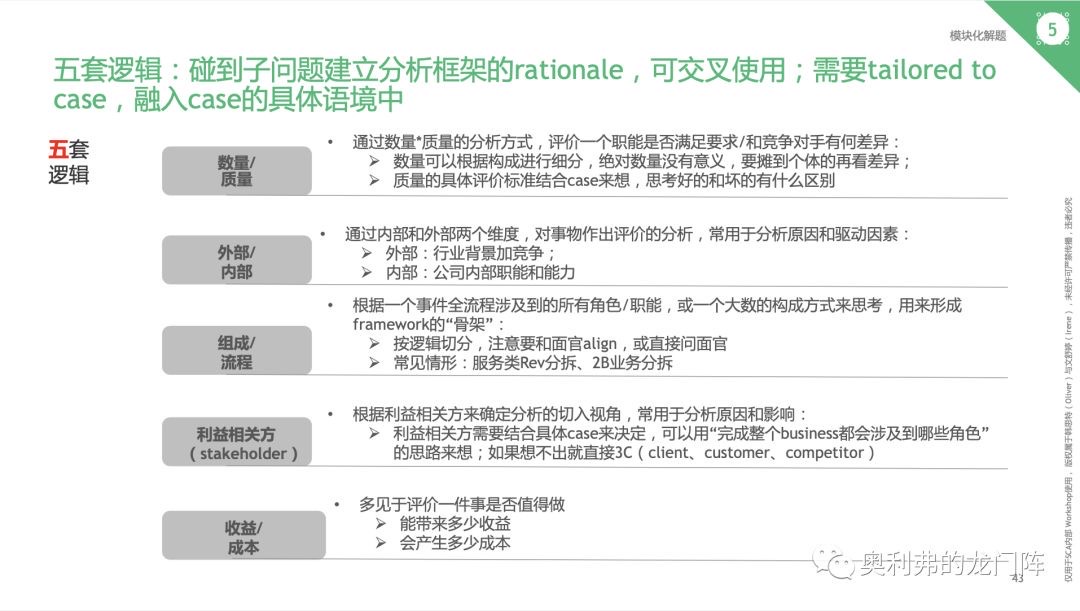 模块化解题
5
五套逻辑：碰到子问题建立分析框架的rationale，可交叉使用；需要tailored to
case，融入case的具体语境中
五套
逻辑
数量/
质量
• 通过数量*质量的分析方式，评价一个职能是否满足要求/和竞争对手有何差异：
➢ 数量可以根据构成进行细分，绝对数量没有意义，要摊到个体的再看差异；
➢ 质量的具体评价标准结合case来想，思考好的和坏的有什么区别
外部/
内部
• 通过内部和外部两个维度，对事物作出评价的分析，常用于分析原因和驱动因素：
➢ 外部：行业背景加竞争；
➢ 内部：公司内部职能和能力
组成/
流程
• 根据一个事件全流程涉及到的所有角色/职能，或一个大数的构成方式来思考，用来形成
framework的“骨架”：
➢ 按逻辑切分，注意要和面官align，或直接问面官
➢ 常见情形：服务类Rev分拆、2B业务分拆
利益相关方
（stakeholder）
• 根据利益相关方来确定分析的切入视角，常用于分析原因和影响：
➢ 利益相关方需要结合具体case来决定，可以用“完成整个business都会涉及到哪些角色”
的思路来想；如果想不出就直接3C（client、customer、competitor）
收益/
成本
• 多见于评价一件事是否值得做
➢ 能带来多少收益
➢ 会产生多少成本
仅用于SCA内部 Workshop使用，版权属于韩思特（Oliver）与文舒婷（Irene），未经许可严禁传播，违者必究
奥利弗的龙门阵
43